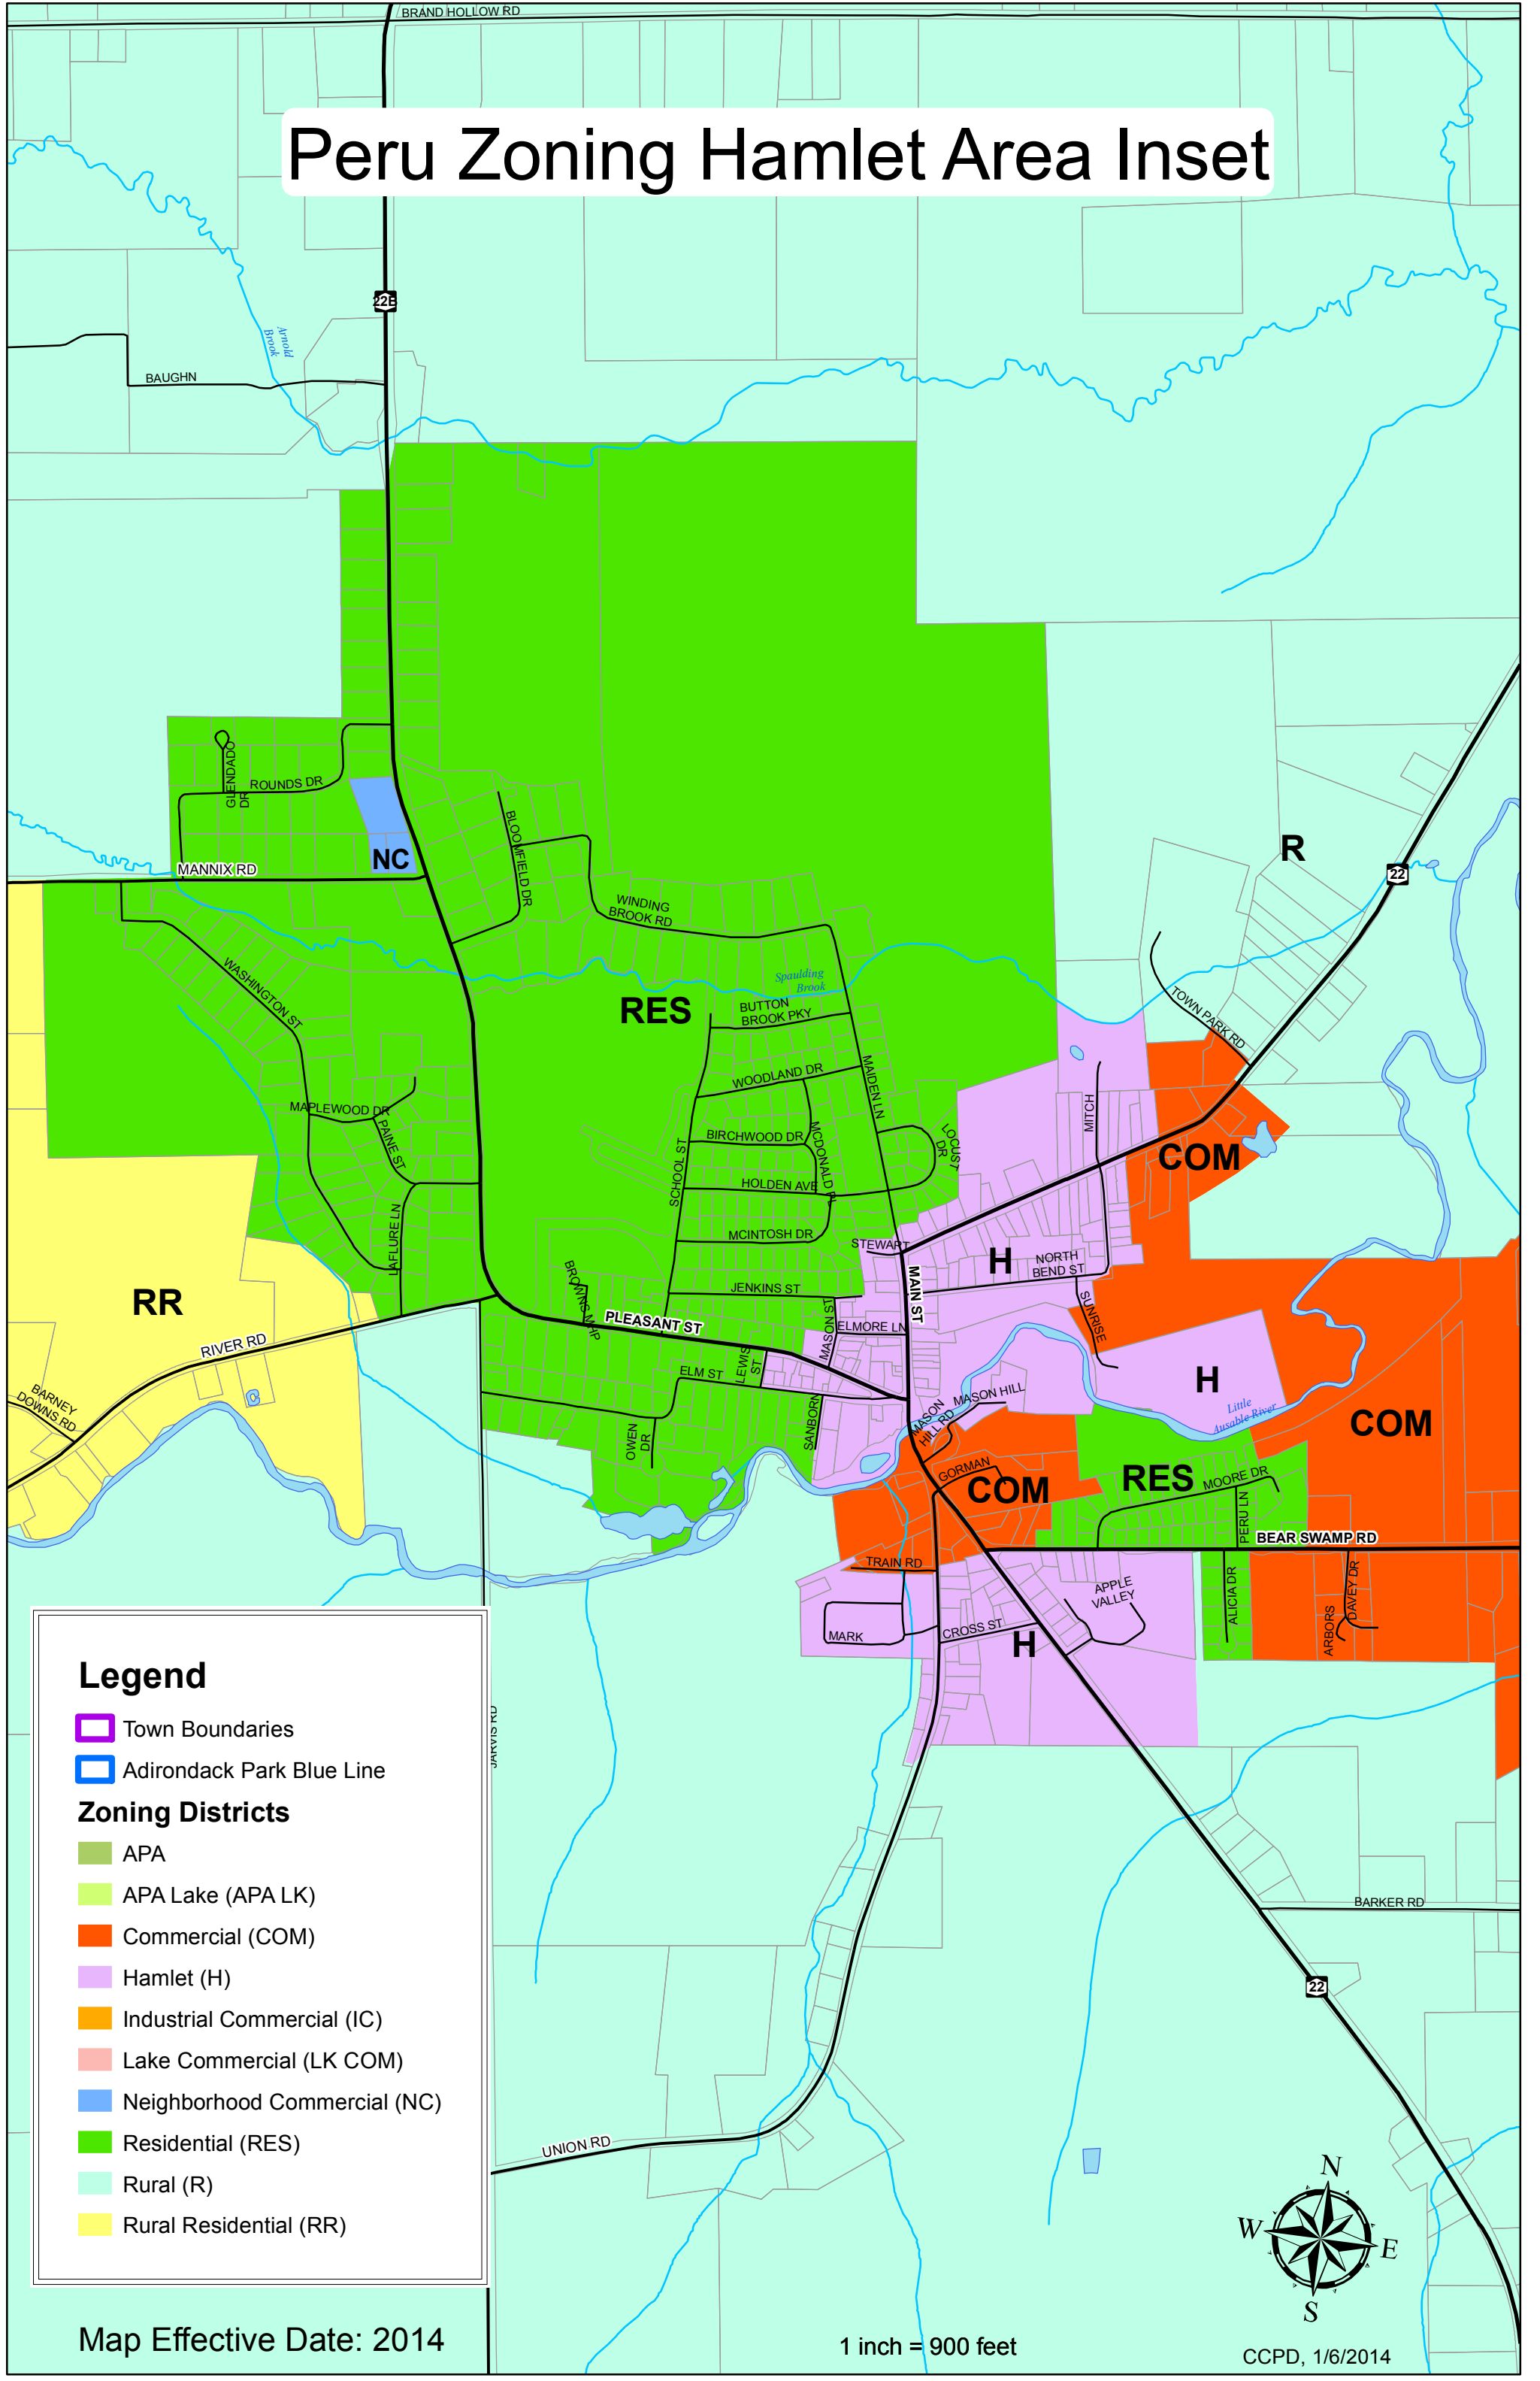 BRAND HOLLOW RD
Peru Zoning Hamlet Area Inset
22B
Arnold
Brook
BAUGHN
GLENDADO
DR
ROUNDS DR
NC
MANNIX RD
BLOOMFIELD DR
WINDING
BROOK RD
R
22
WASHINGTON ST
Spaulding
Brook
RES
BUTTON
BROOK PKY
TOWN PARK RD
WOODLAND DR
MAIDEN LN
MAPLEWOOD DR
PAINE ST
BIRCHWOOD DR
MCDONALD PL
LOCUST
DR
MITCH
COM
SCHOOL ST
HOLDEN AVE
LAFLURE LN
MCINTOSH DR
STEWART
H
NORTH
BEND ST
MAIN ST
RR
BROWNS MHP
JENKINS ST
SUNRISE
PLEASANT ST
MASON ST
ELMORE LN
RIVER RD
LEWIS
ST
ELM ST
H
BARNEY
DOWNS RD
MASON HILL
MASON
HILL RD
Little
Ausable River
COM
OWEN
DR
SANBORN
GORMAN
COM
RES
MOORE DR
PERU LN
BEAR SWAMP RD
TRAIN RD
APPLE
VALLEY
ALICIA DR
DAVEY DR
ARBORS
MARK
CROSS ST
H
JARVIS RD
Legend
Town Boundaries
Adirondack Park Blue Line
Zoning Districts
APA
APA Lake (APA LK)
Commercial (COM)
Hamlet (H)
Industrial Commercial (IC)
Lake Commercial (LK COM)
Neighborhood Commercial (NC)
Residential (RES)
Rural (R)
Rural Residential (RR)
BARKER RD
22
UNION RD
N
W
E
S
Map Effective Date: 2014
1 inch = 900 feet
CCPD, 1/6/2014